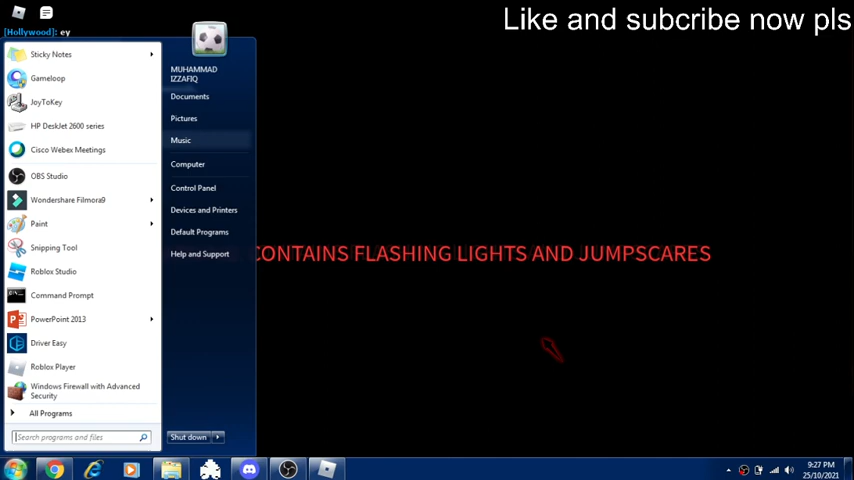 Like and subcribe now pls
[Hollywood]: ey
Sticky Notes
Gameloop
JoyToKey
HP DeskJet 2600 series
Cisco Webex Meetings
OBS Studio
Wondershare Filmora9
Paint
Snipping Tool
Roblox Studio
Command Prompt
PowerPoint 2013
Driver Easy
Roblox Player
Windows Firewall with Advanced
Security
All Programs
Search programs and files
MUHAMMAD
IZZAFIQ
Documents
Pictures
Music
Computer
Control Panel
Devices and Printers
Default Programs
Help and Support
Shut down
CONTAINS FLASHING LIGHTS AND JUMPSCARES
9:27 PM
25/10/2021